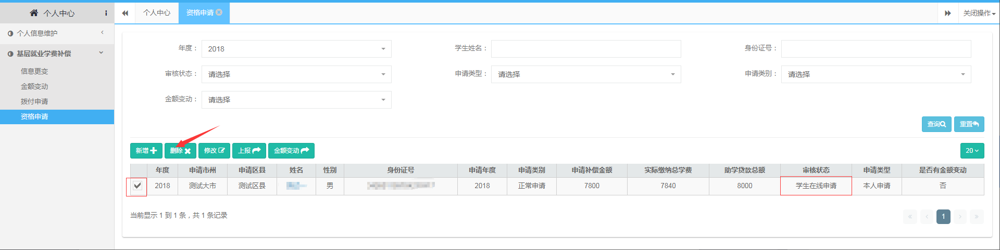 个人中心 i
个人中心 资格申请
关闭操作
个人信息维护
基层就业学费补偿
信息更变
金额变动
拨付申请
资格申请
年度： 2018 学生姓名： 身份证号：
审核状态： 请选择 申请类型： 请选择 申请类别： 请选择
金额变动： 请选择
查询 重置
新增 删除 修改 上报 金额变动 20
年度 申请市州 申请区县 姓名 性别 身份证号 申请年度 申请类别 申请补偿金额 实际缴纳总学费 助学贷款总额 审核状态 申请类型 是否有金额变动
2018 测试大市 测试区县 男 2018 正常申请 7800 7840 8000 学生在线申请 本人申请 否
当前显示 1 到 1 条，共 1 条记录
« ‹ 1 › »